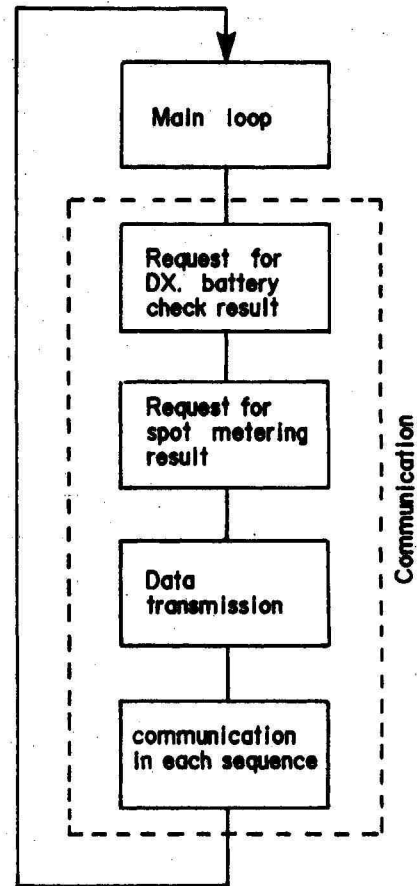 Main loop
Request for
DX. battery
check result
Request for
spot metering
result
Data
transmission
communication
in each sequence
Communication